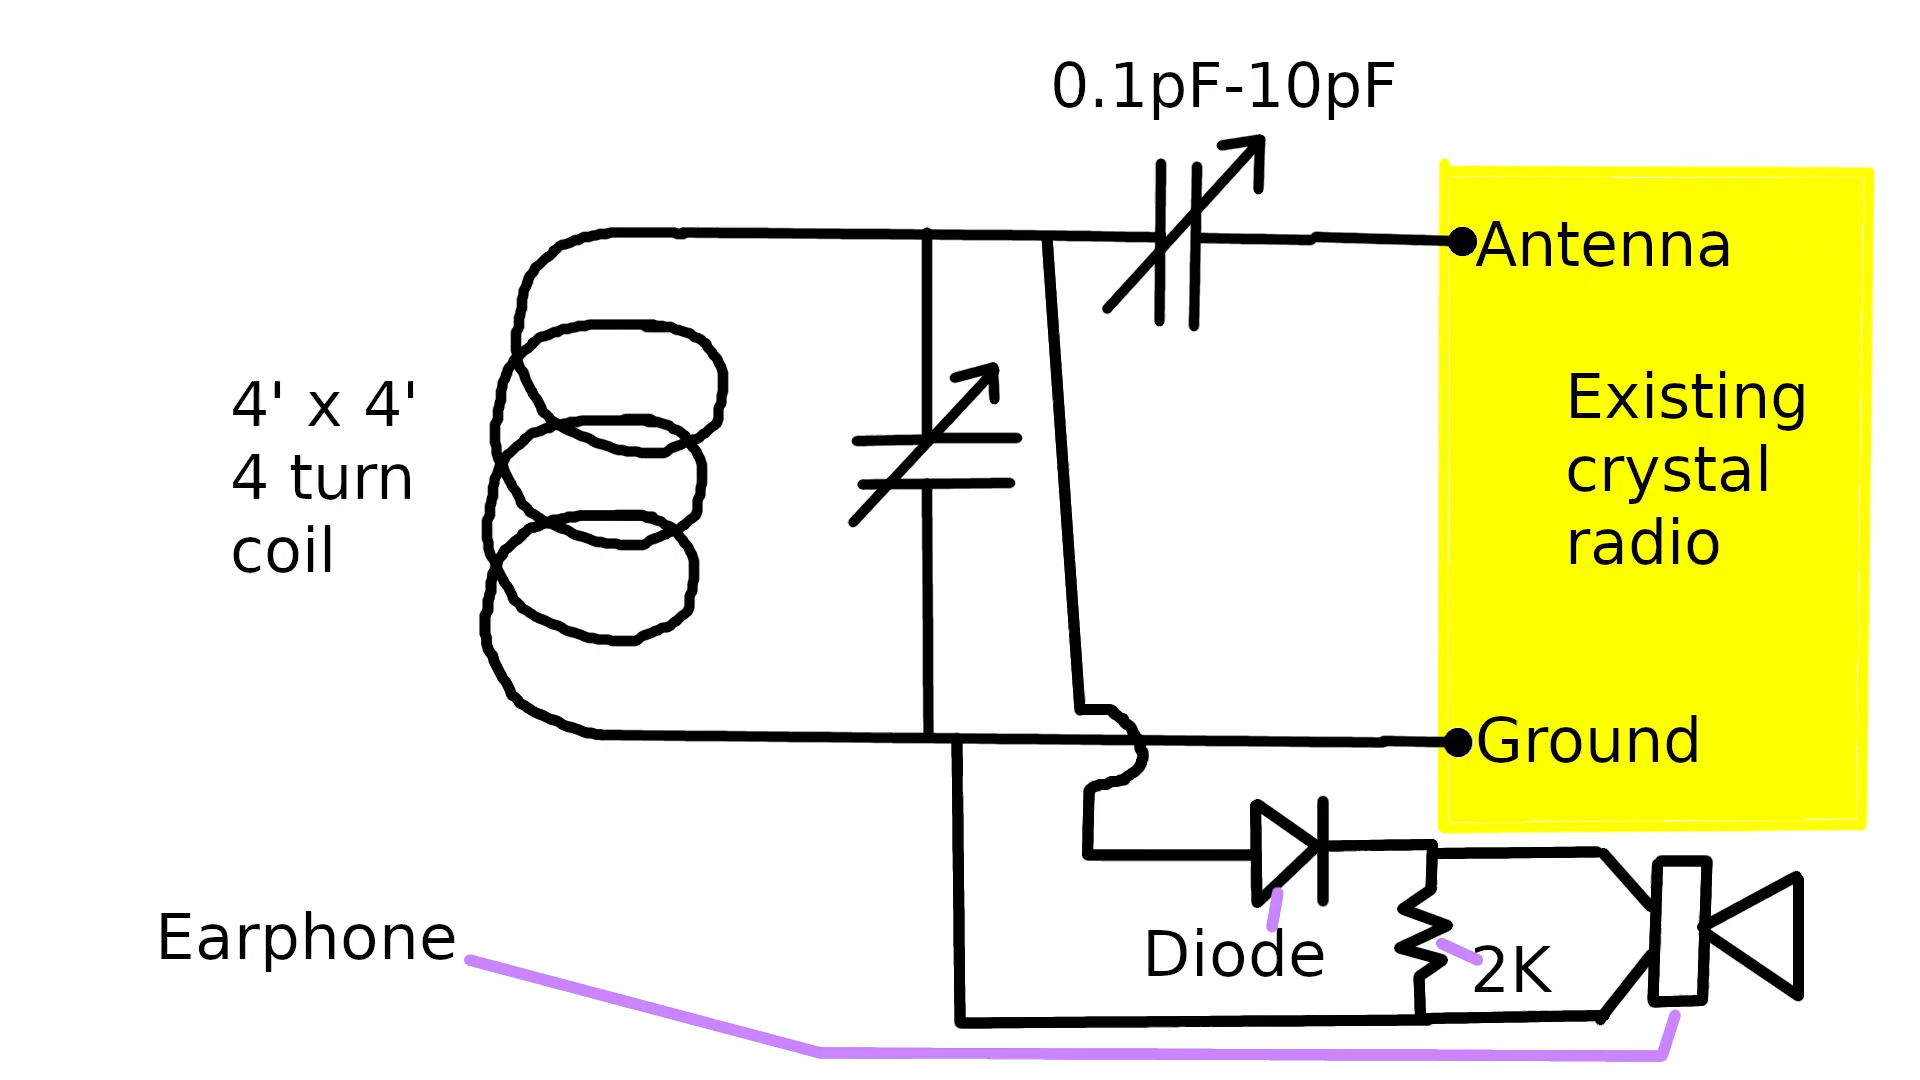 0.1pF-10pF
Antenna
4' x 4'
4 turn
coil
Existing
crystal
radio
Ground
Earphone
Diode
2K